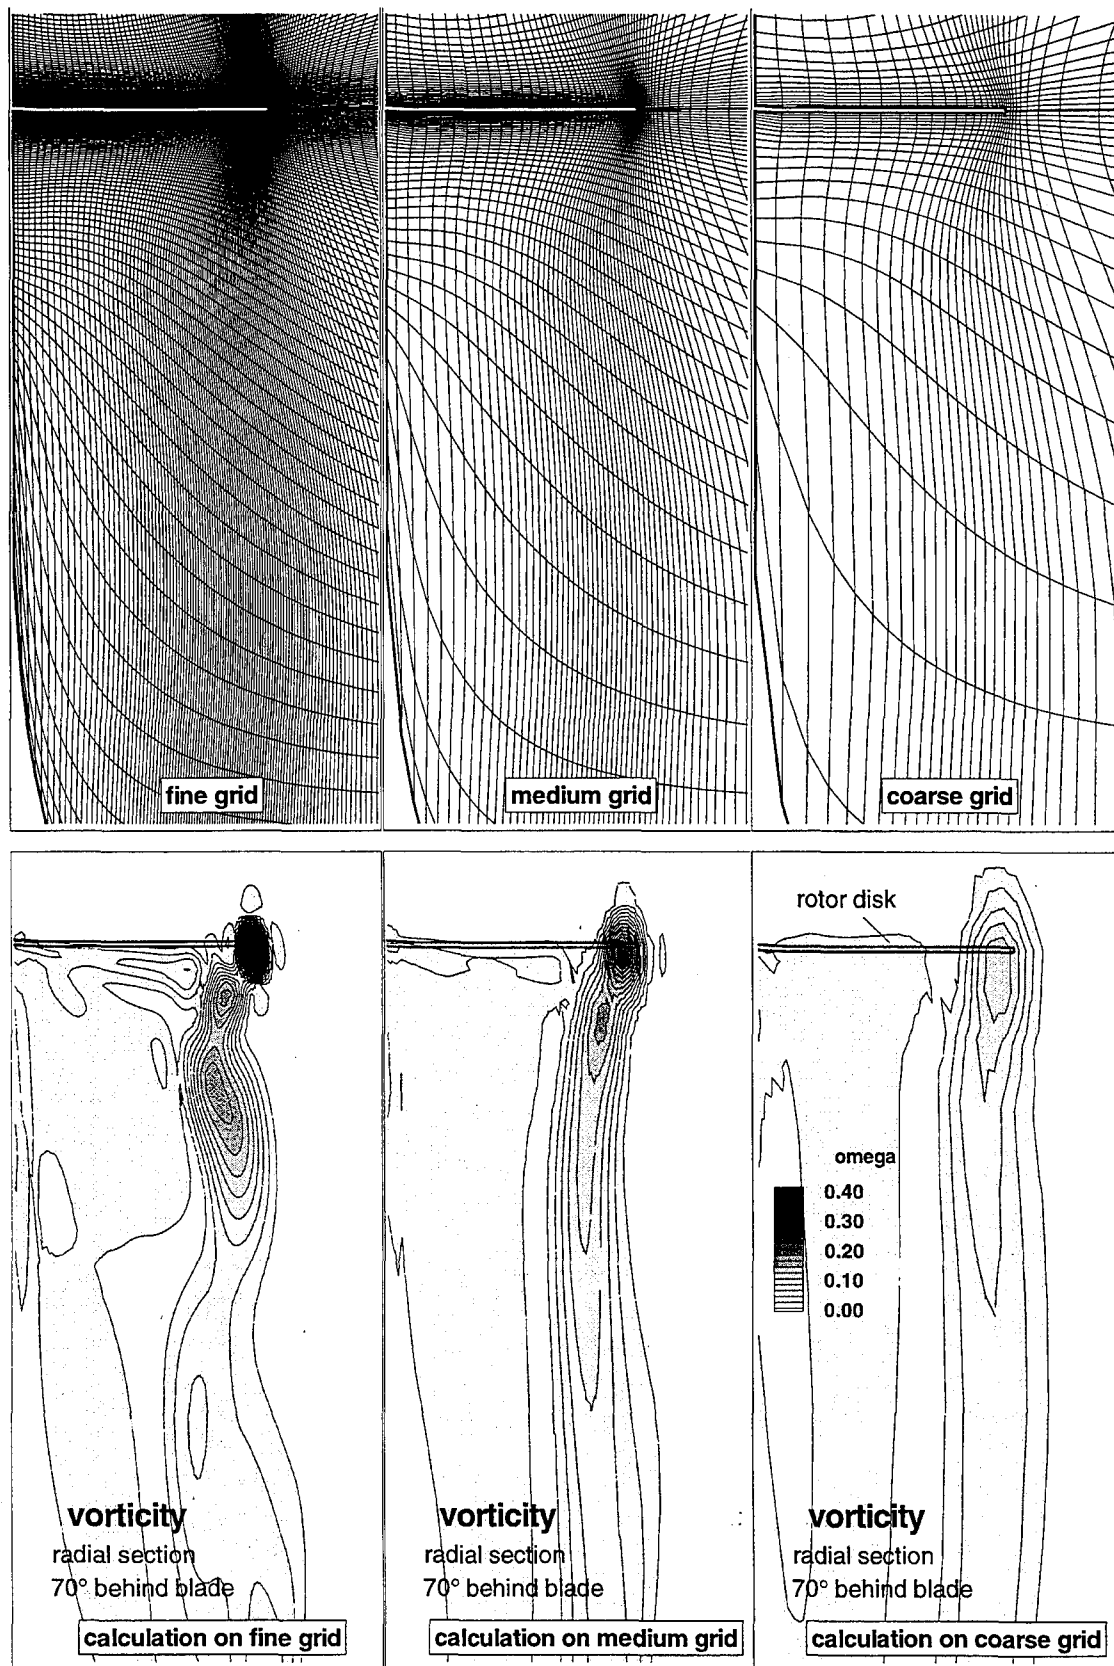 fine grid
medium grid
coarse grid
rotor disk
omega
0.40
0.30
0.20
0.10
0.00
vorticity
radial section
70° behind blade
calculation on fine grid
vorticity
radial section
70° behind blade
calculation on medium grid
vorticity
radial section
70° behind blade
calculation on coarse grid